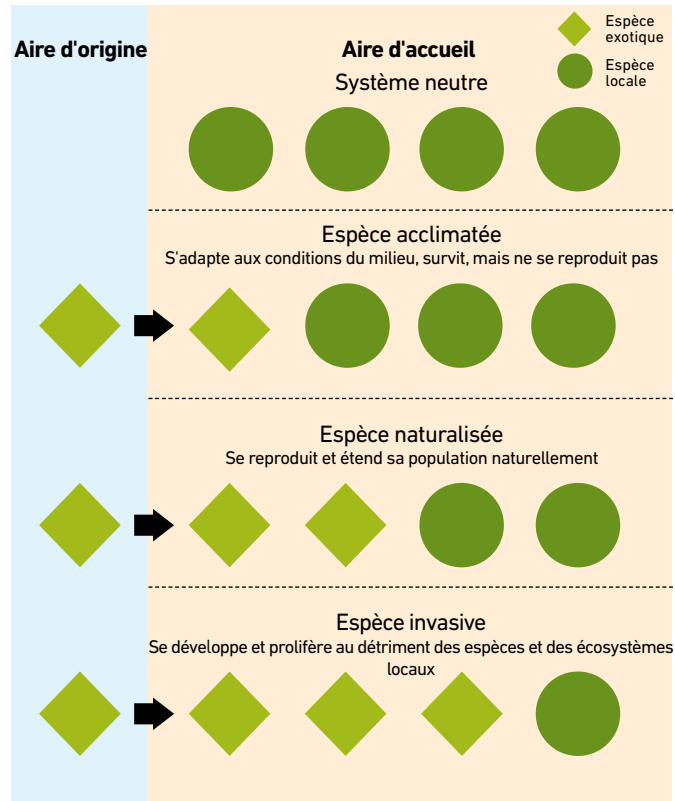 Aire d'origine
Aire d'accueil
Espèce
exotique
Espèce
locale
Système neutre
Espèce acclimatée
S'adapte aux conditions du milieu, survit, mais ne se reproduit pas
Espèce naturalisée
Se reproduit et étend sa population naturellement
Espèce invasive
Se développe et prolifère au détriment des espèces et des écosystèmes
locaux